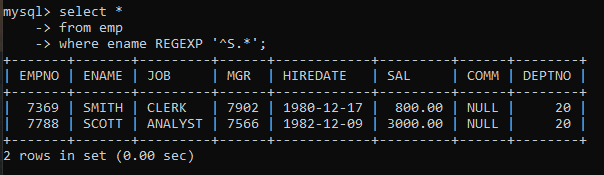 mysql> select *
    -> from emp
    -> where ename REGEXP '^S.*';
+-------+-------+---------+------+------------+---------+------+--------+
| EMPNO | ENAME | JOB     | MGR  | HIREDATE   | SAL     | COMM | DEPTNO |
+-------+-------+---------+------+------------+---------+------+--------+
|  7369 | SMITH | CLERK   | 7902 | 1980-12-17 |  800.00 | NULL |     20 |
|  7788 | SCOTT | ANALYST | 7566 | 1982-12-09 | 3000.00 | NULL |     20 |
+-------+-------+---------+------+------------+---------+------+--------+
2 rows in set (0.00 sec)